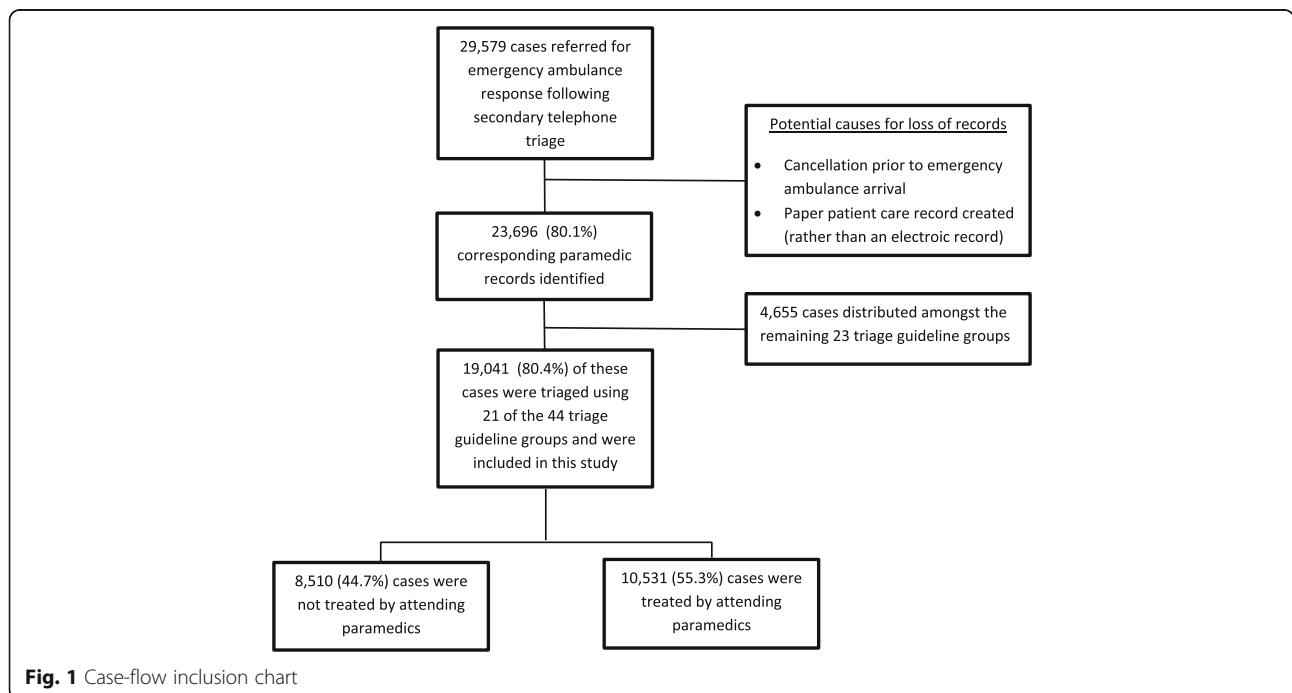 29,579 cases referred for
emergency ambulance
response following
secondary telephone
triage
Potential causes for loss of records
• Cancellation prior to emergency
ambulance arrival
• Paper patient care record created
(rather than an electroic record)
23,696 (80.1%)
corresponding paramedic
records identified
4,655 cases distributed amongst the
remaining 23 triage guideline groups
19,041 (80.4%) of these
cases were triaged using
21 of the 44 triage
guideline groups and were
included in this study
8,510 (44.7%) cases were
not treated by attending
paramedics
10,531 (55.3%) cases were
treated by attending
paramedics
Fig. 1 Case-flow inclusion chart